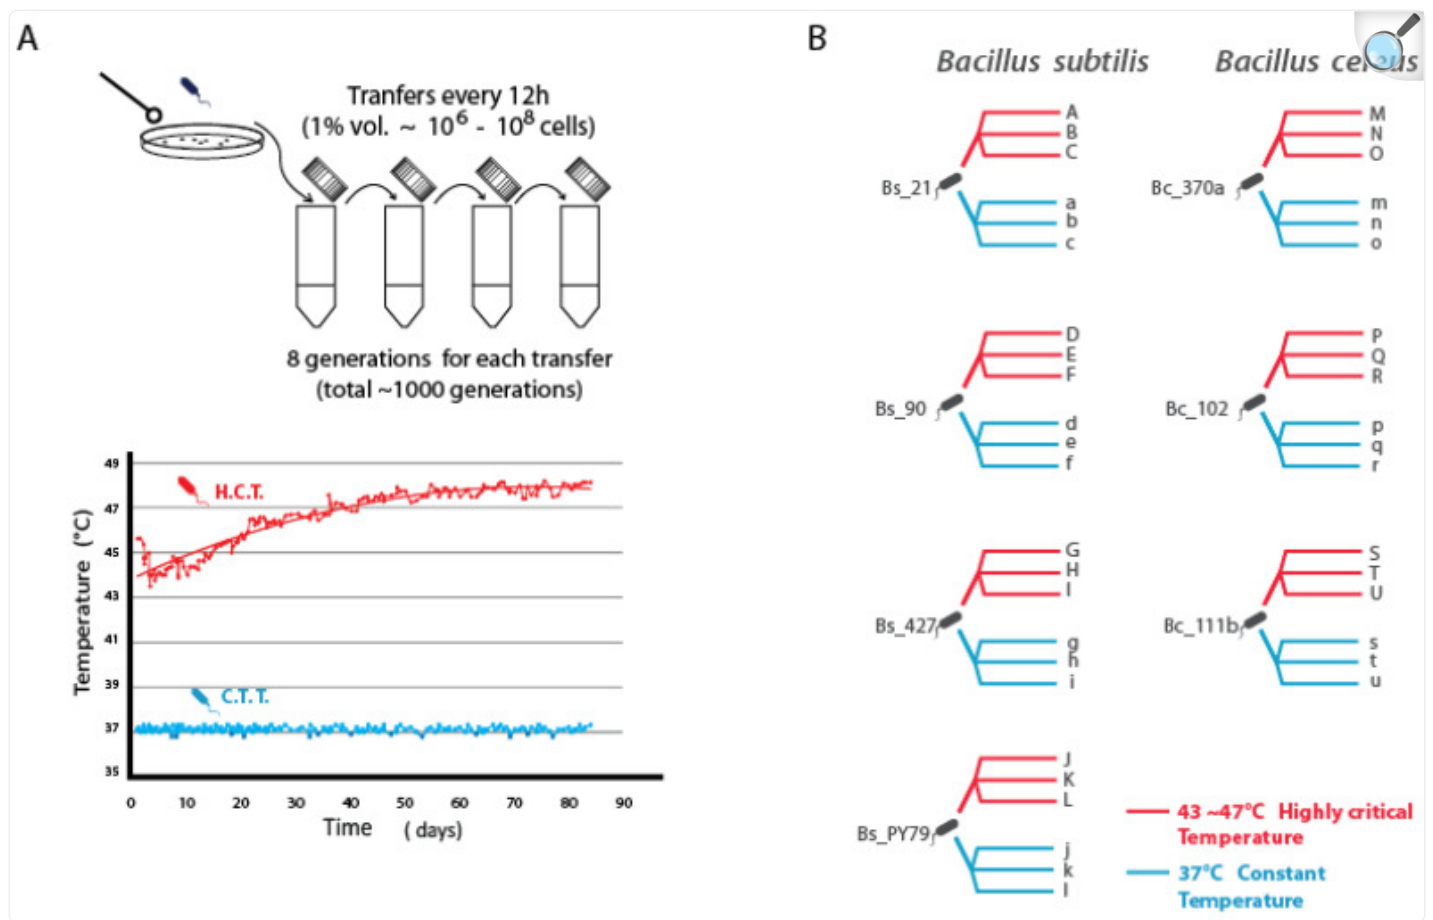 A
Tranfers every 12h
(1% vol. ~ 10⁶ - 10⁸ cells)
8 generations for each transfer
(total ~1000 generations)
49
47
45
43
41
39
37
35
Temperature (°C)
H.C.T.
C.T.T.
0 10 20 30 40 50 60 70 80 90
Time (days)
B
Bacillus subtilis
Bacillus cereus
Bs_21
A
B
C
a
b
c
Bc_370a
M
N
O
m
n
o
Bs_90
D
E
F
d
e
f
Bc_102
P
Q
R
p
q
r
Bs_427
G
H
I
g
h
i
Bc_111b
S
T
U
s
t
u
Bs_PY79
J
K
L
j
k
l
43 ~47°C Highly critical
Temperature
37°C Constant
Temperature